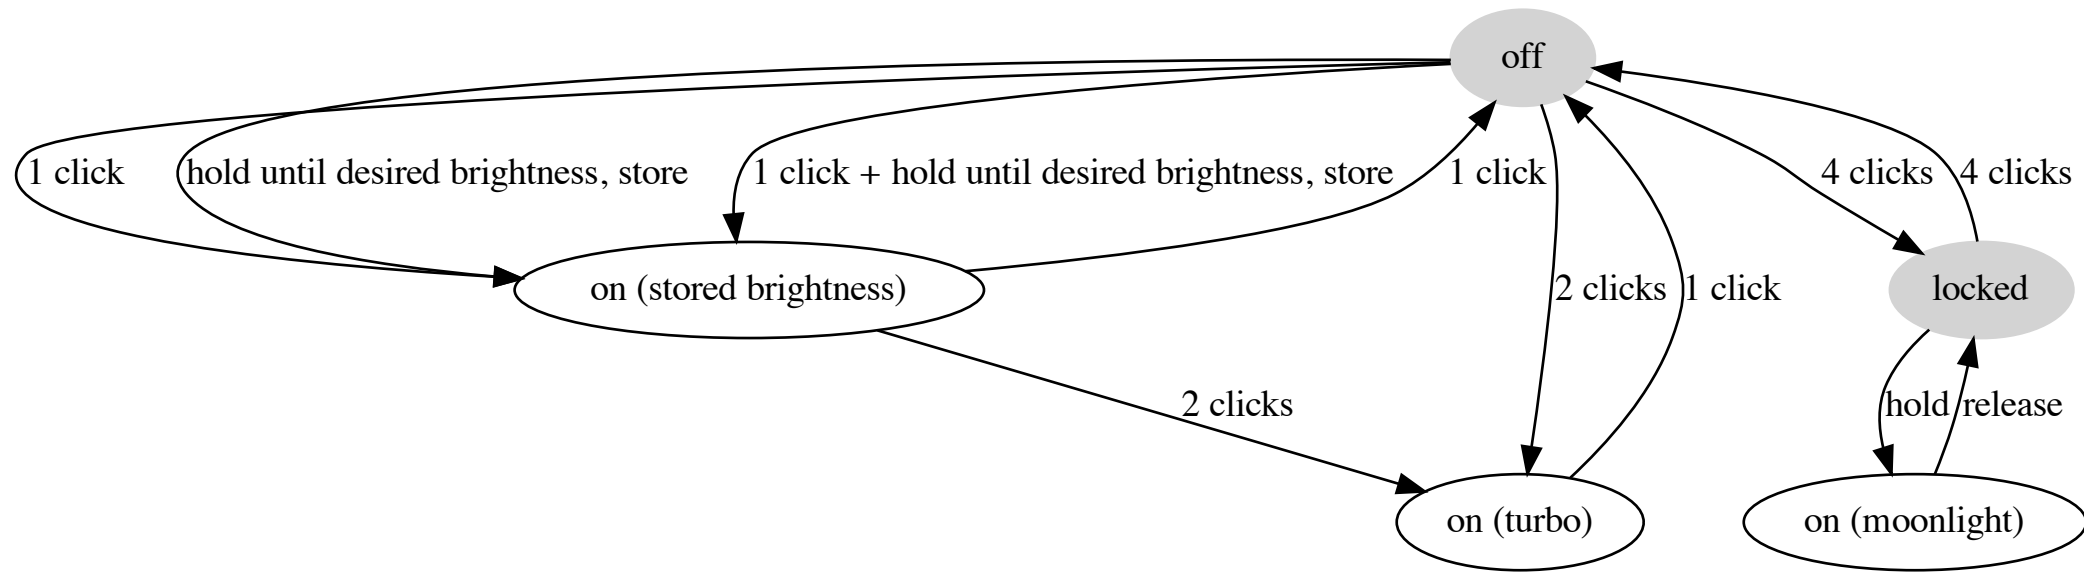 off
1 click
hold until desired brightness, store
1 click + hold until desired brightness, store
1 click
4 clicks
4 clicks
on (stored brightness)
2 clicks
1 click
locked
2 clicks
hold
release
on (turbo)
on (moonlight)